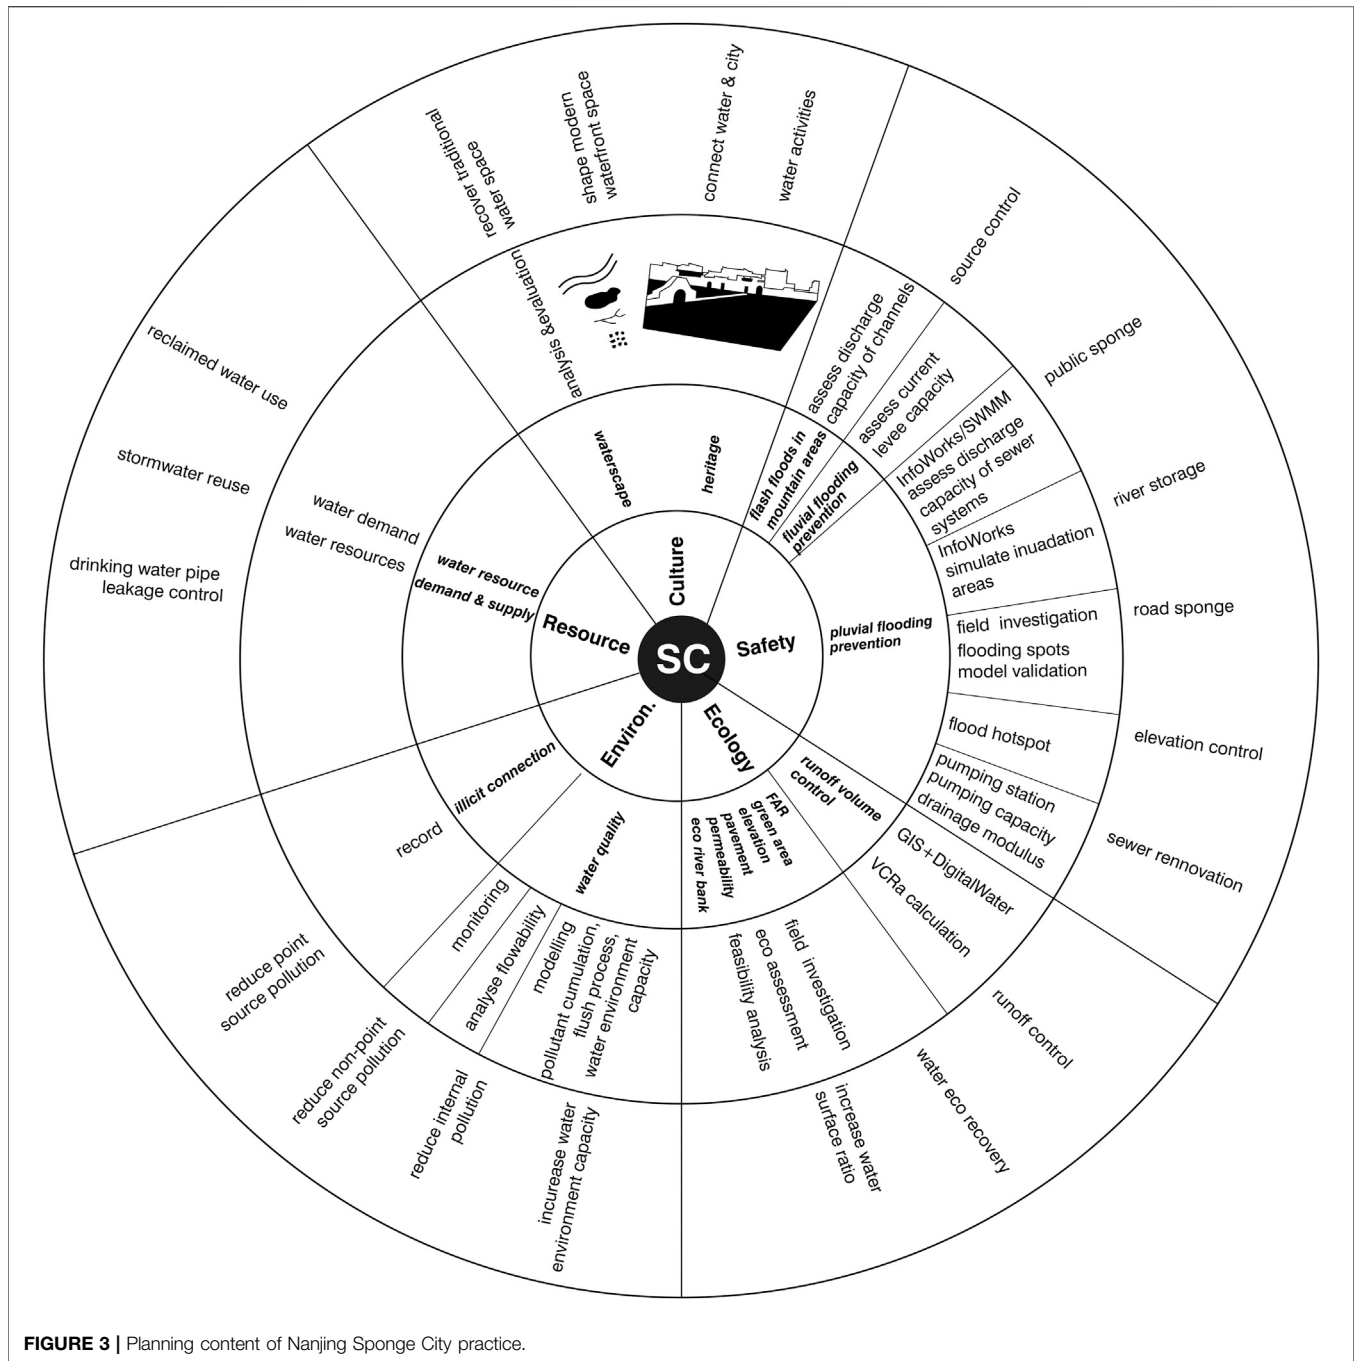 SC
Culture
Safety
Ecology
Environ.
Resource
waterscape
heritage
flash floods in
mountain areas
fluvial flooding
prevention
pluvial flooding
prevention
runoff volume
control
FAR
green area
elevation
pavement
permeability
eco river bank
water quality
illicit connection
water resource
demand & supply
analysis &evaluation
assess discharge
capacity of channels
assess current
levee capacity
InfoWorks/SWMM
assess discharge
capacity of sewer
systems
InfoWorks
simulate inuadation
areas
field investigation
flooding spots
model validation
flood hotspot
pumping station
pumping capacity
drainage modulus
GIS+DigitalWater
VCRa calculation
field investigation
eco assessment
feasibility analysis
modelling
pollutant cumulation,
flush process,
water environment
capacity
analyse flowability
monitoring
record
water demand
water resources
recover traditional
water space
shape modern
waterfront space
connect water & city
water activities
source control
public sponge
river storage
road sponge
elevation control
sewer rennovation
runoff control
water eco recovery
increase water
surface ratio
incurease water
environment capacity
reduce internal
pollution
reduce non-point
source pollution
reduce point
source pollution
drinking water pipe
leakage control
stormwater reuse
reclaimed water use
FIGURE 3 | Planning content of Nanjing Sponge City practice.